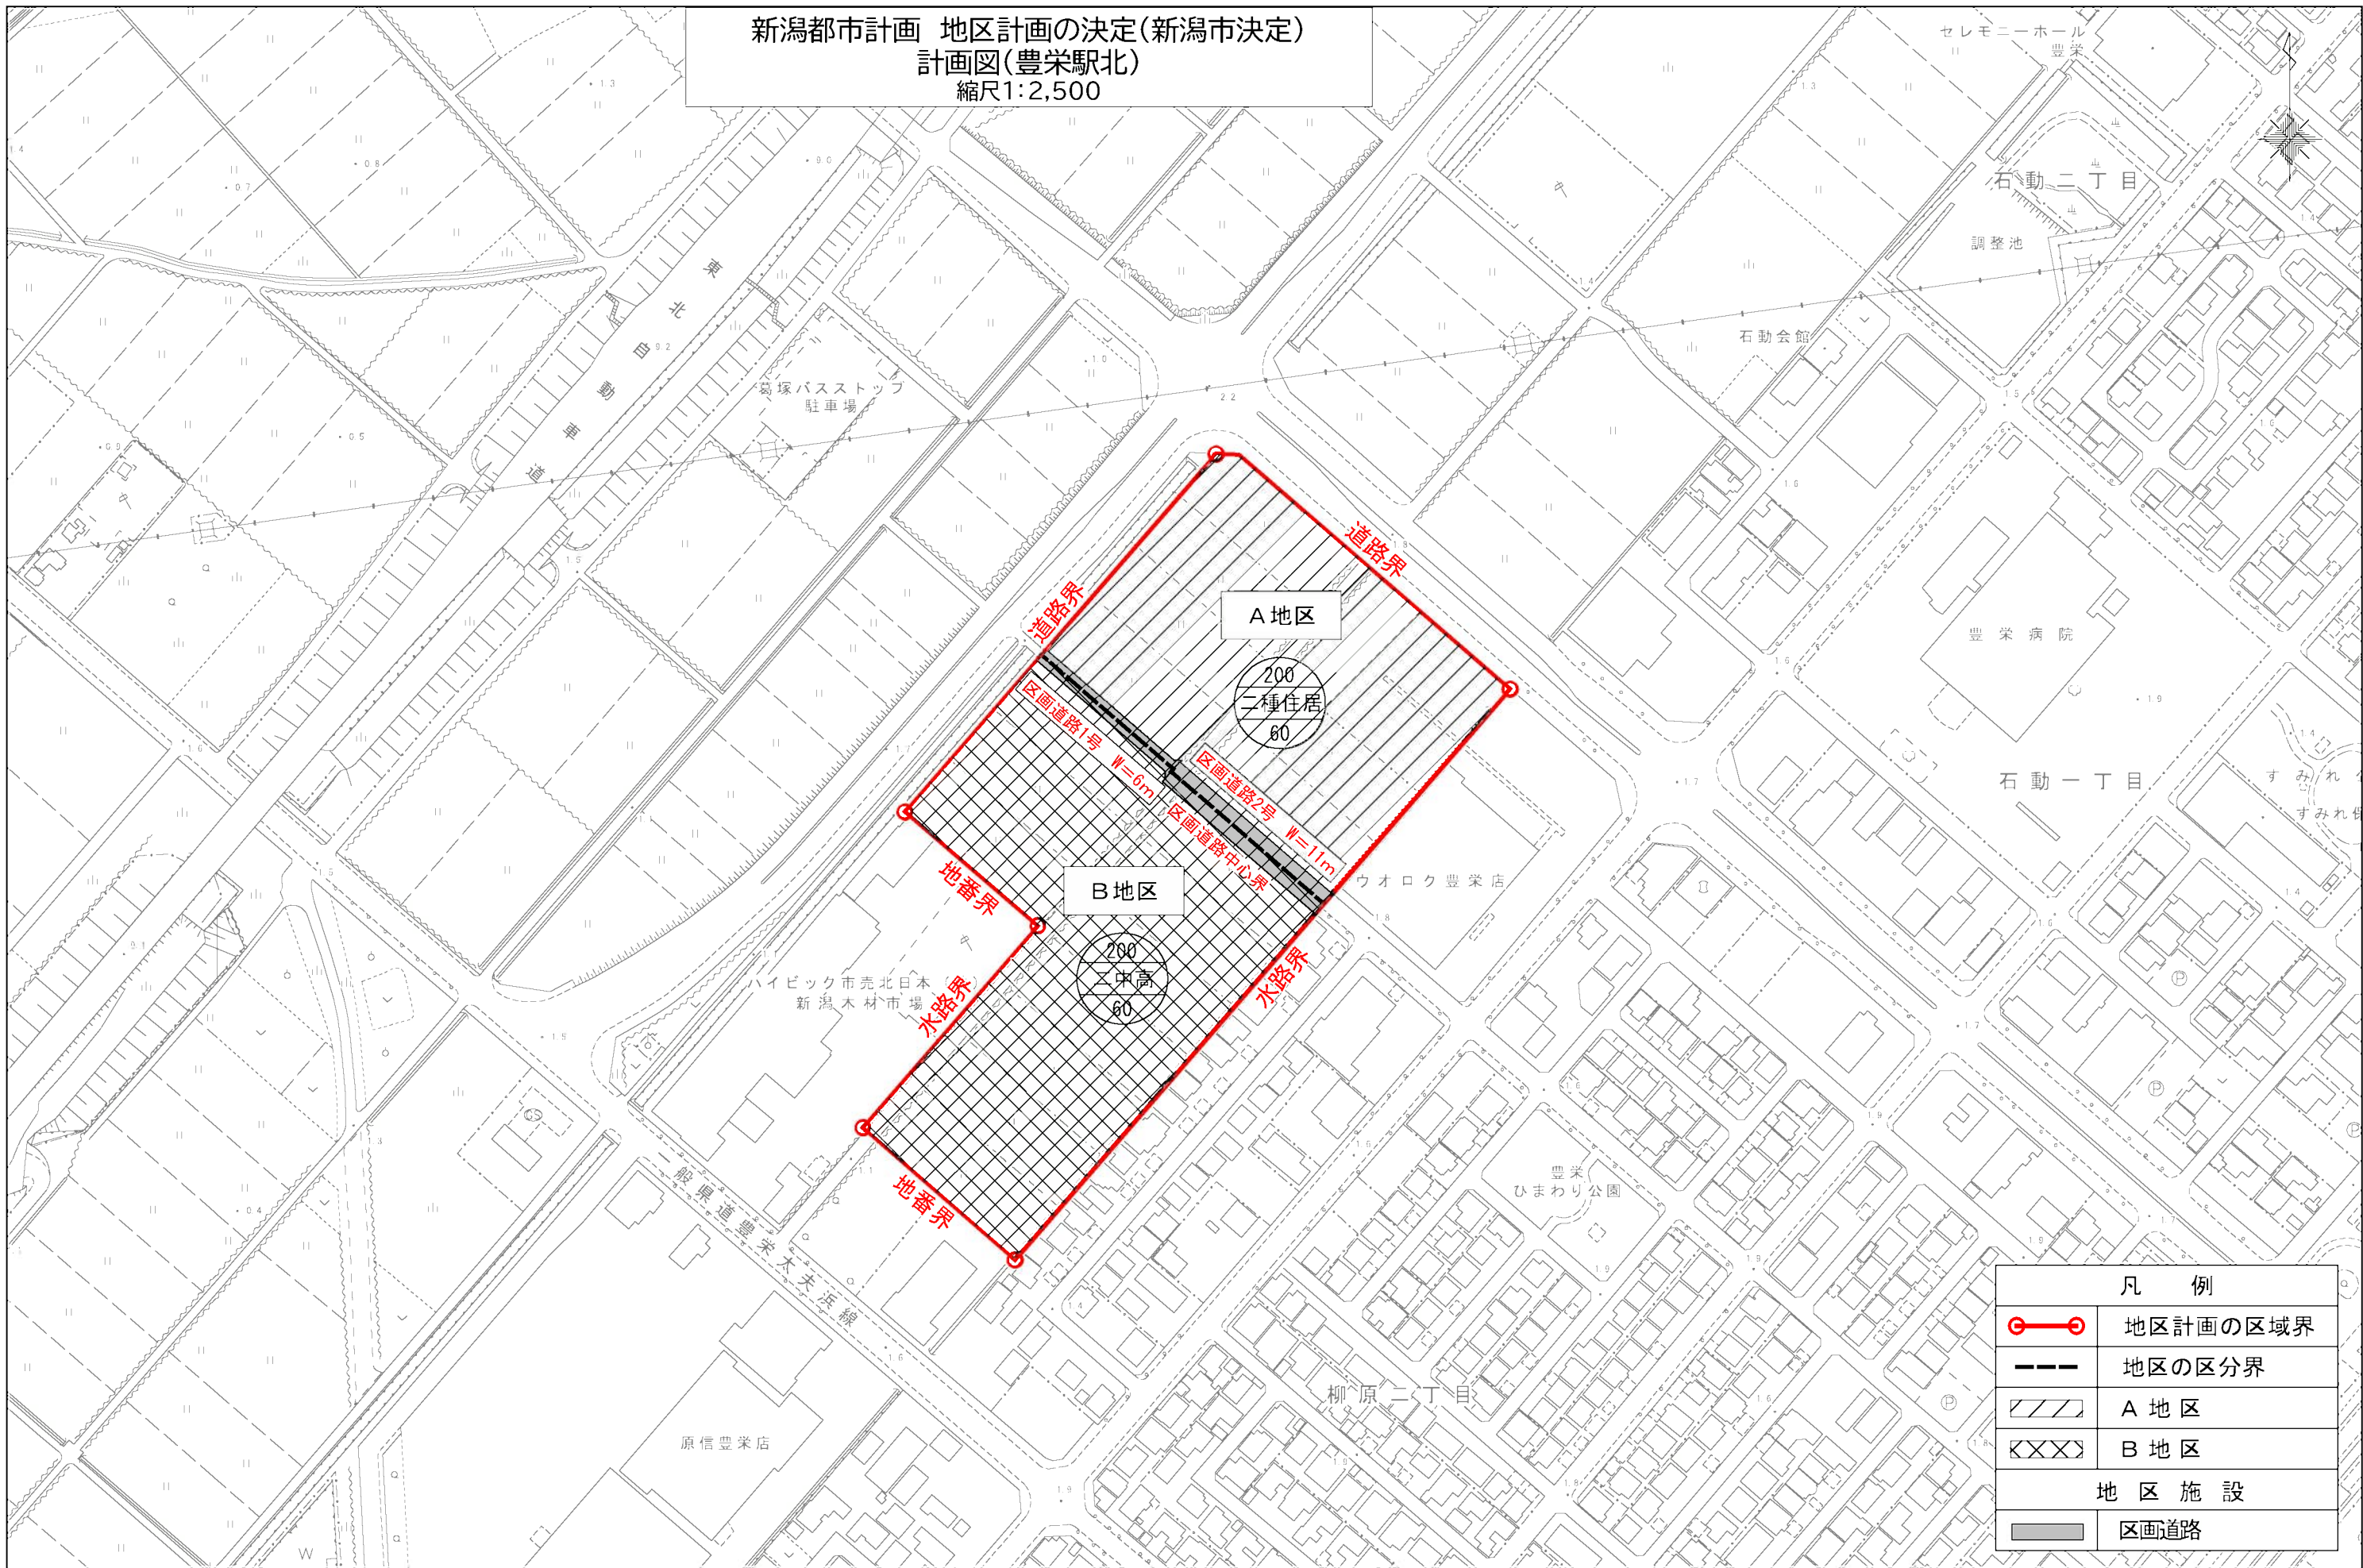 新潟都市計画 地区計画の決定(新潟市決定)
計画図(豊栄駅北)
縮尺1:2,500
セレモニーホール
豊栄
石動二丁目
調整池
石動会館
東北自動車道
葛塚バスストップ
駐車場
道路界
道路界
A地区
200
二種住居
60
豊栄病院
区画道路1号 W=6m
区画道路2号 W=11m
区画道路中心界
石動一丁目
すみれ
すみれ保
地番界
B地区
200
二中高
60
ウオロク豊栄店
水路界
水路界
ハイビック市売北日本
新潟木材市場
地番界
一般県道豊栄太夫浜線
豊栄
ひまわり公園
柳原二丁目
原信豊栄店
凡 例
地区計画の区域界
地区の区分界
A 地 区
B 地 区
地 区 施 設
区画道路